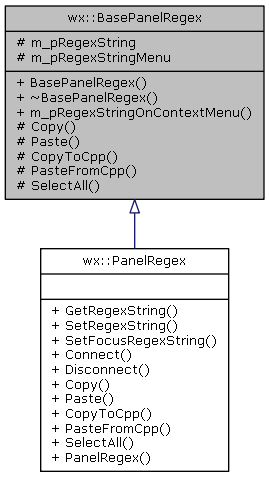 wx::BasePanelRegex
# m_pRegexString
# m_pRegexStringMenu
+ BasePanelRegex()
+ ~BasePanelRegex()
+ m_pRegexStringOnContextMenu()
# Copy()
# Paste()
# CopyToCpp()
# PasteFromCpp()
# SelectAll()
wx::PanelRegex
+ GetRegexString()
+ SetRegexString()
+ SetFocusRegexString()
+ Connect()
+ Disconnect()
+ Copy()
+ Paste()
+ CopyToCpp()
+ PasteFromCpp()
+ SelectAll()
+ PanelRegex()